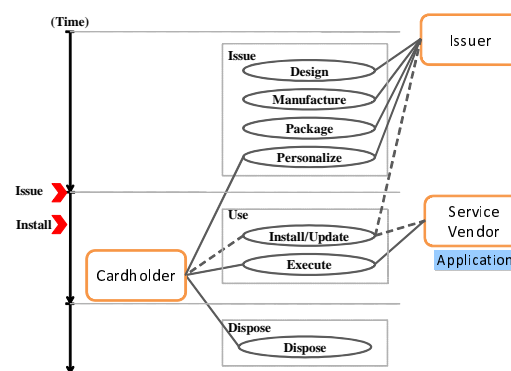 (Time)
Issuer
Issue
Design
Manufacture
Package
Personalize
Issue
Install
Use
Install/Update
Execute
Service
Vendor
Application
Cardholder
Dispose
Dispose